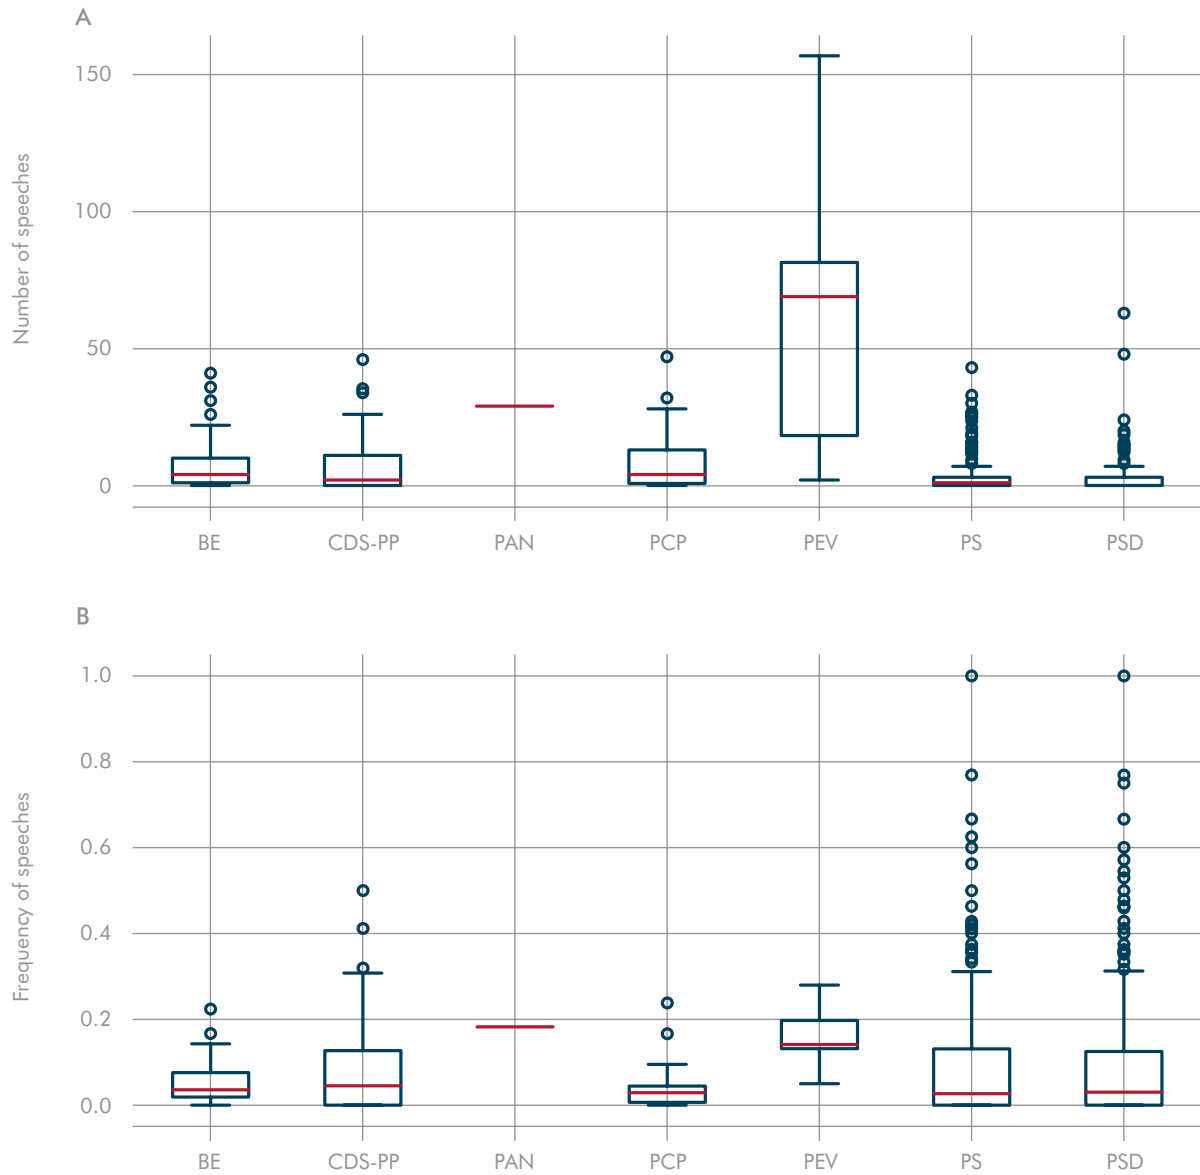 A
150
100
50
0
Number of speeches
BE CDS-PP PAN PCP PEV PS PSD
B
1.0
0.8
0.6
0.4
0.2
0.0
Frequency of speeches
BE CDS-PP PAN PCP PEV PS PSD